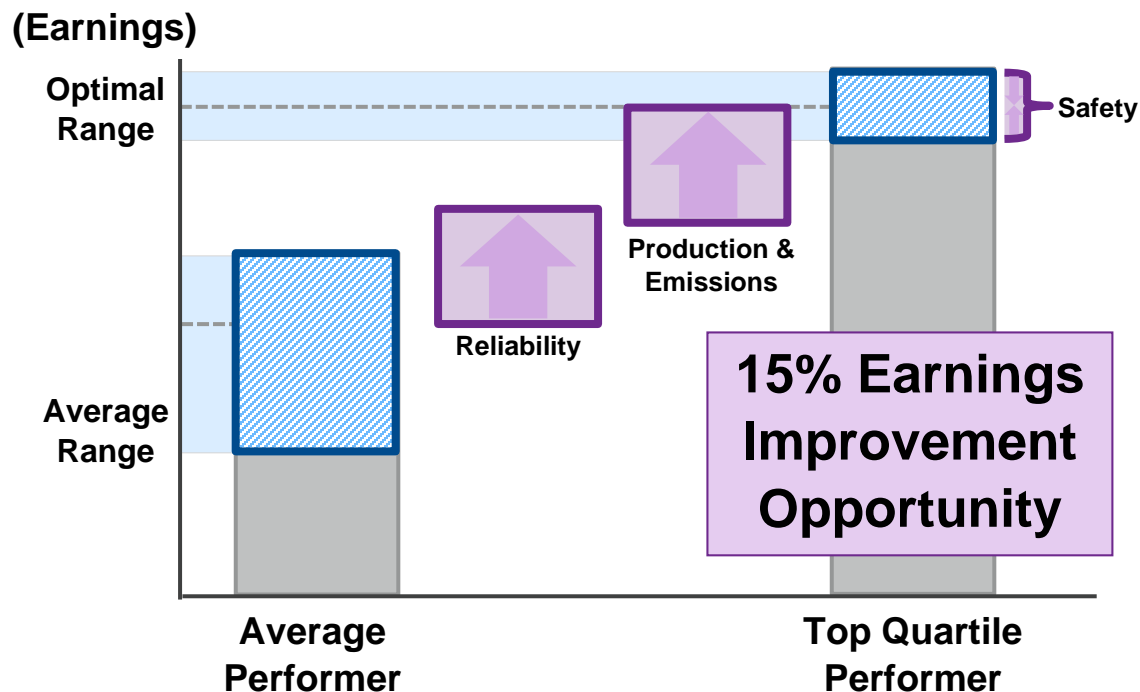 (Earnings)
Optimal
Range
Safety
Production &
Emissions
Reliability
Average
Range
15% Earnings
Improvement
Opportunity
Average
Performer
Top Quartile
Performer